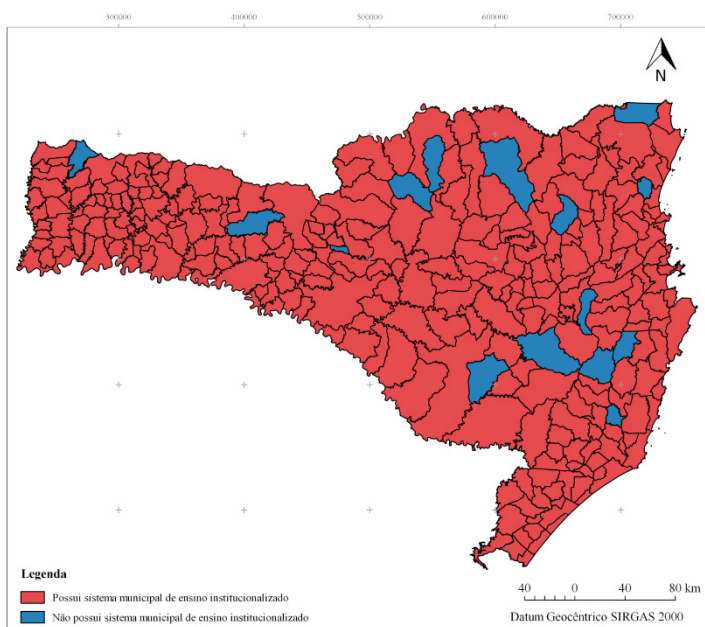 300000 400000 500000 600000 700000
N
Legenda
Possui sistema municipal de ensino institucionalizado
Não possui sistema municipal de ensino institucionalizado
40 0 40 80 km
Datum Geocêntrico SIRGAS 2000